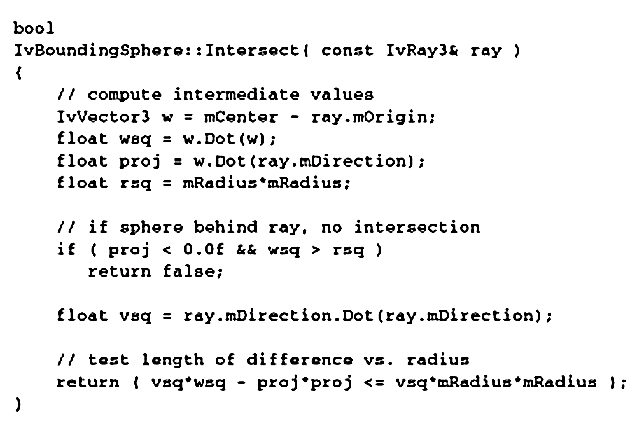 bool
IvBoundingSphere::Intersect( const IvRay3& ray )
{
// compute intermediate values
IvVector3 w = mCenter - ray.mOrigin;
float wsq = w.Dot(w);
float proj = w.Dot(ray.mDirection);
float rsq = mRadius*mRadius;
// if sphere behind ray, no intersection
if ( proj < 0.0f && wsq > rsq )
return false;
float vsq = ray.mDirection.Dot(ray.mDirection);
// test length of difference vs. radius
return ( vsq*wsq - proj*proj <= vsq*mRadius*mRadius );
}